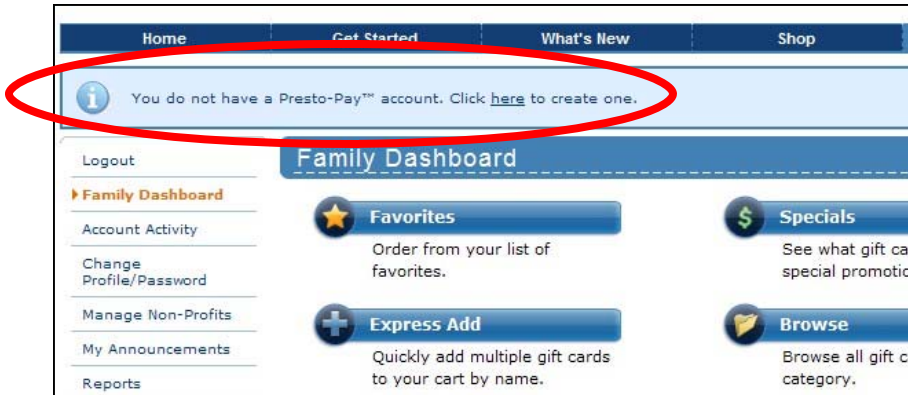 Home Get Started What's New Shop
You do not have a Presto-Pay™ account. Click here to create one.
Logout
Family Dashboard
Account Activity
Change
Profile/Password
Manage Non-Profits
My Announcements
Reports
Family Dashboard
Favorites
Order from your list of
favorites.
Specials
See what gift ca
special promotio
Express Add
Quickly add multiple gift cards
to your cart by name.
Browse
Browse all gift c
category.